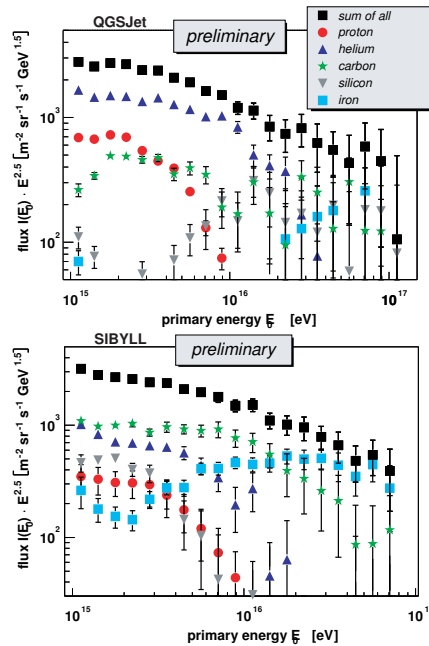 QGSJet
preliminary
sum of all
proton
helium
carbon
silicon
iron
flux I(E₀) · E^2.5 [m^-2 sr^-1 s^-1 GeV^1.5]
10^3
10^2
10^15
10^16
10^17
primary energy E₀ [eV]
SIBYLL
preliminary
flux I(E₀) · E^2.5 [m^-2 sr^-1 s^-1 GeV^1.5]
10^3
10^2
10^15
10^16
1
primary energy E₀ [eV]